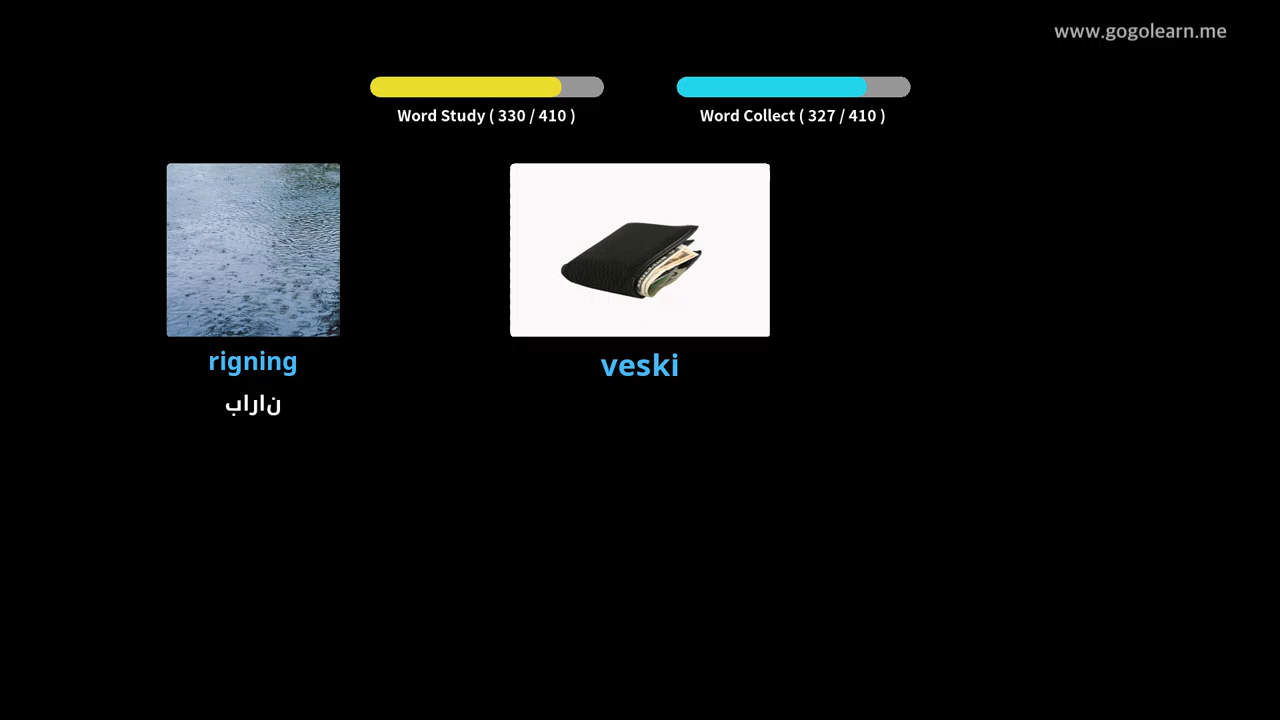 www.gogolearn.me
Word Study ( 330 / 410 )
Word Collect ( 327 / 410 )
rigning
باران
veski